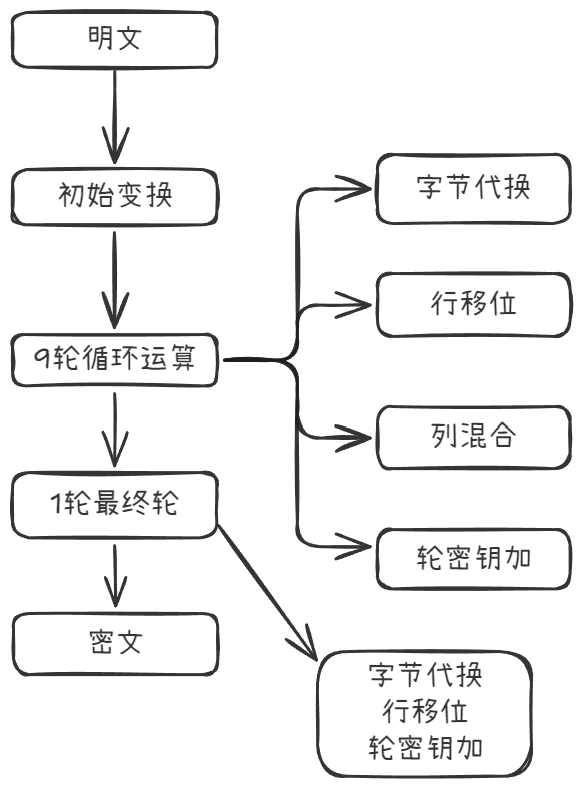 明文
初始变换
9轮循环运算
1轮最终轮
密文
字节代换
行移位
列混合
轮密钥加
字节代换
行移位
轮密钥加